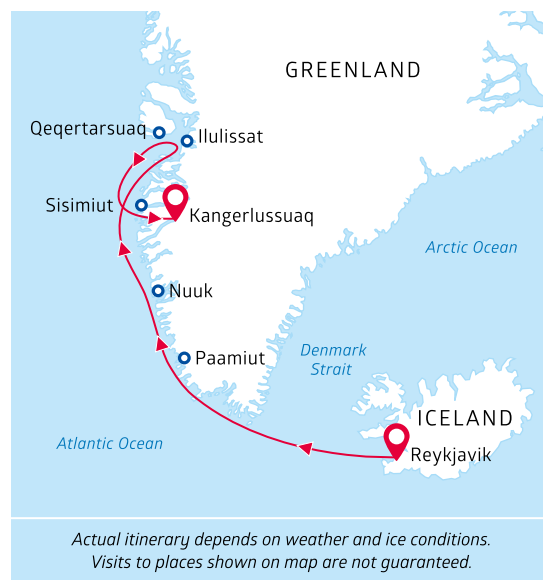 GREENLAND
Qeqertarsuaq
Ilulissat
Sisimiut
Kangerlussuaq
Arctic Ocean
Nuuk
Denmark
Strait
Paamiut
ICELAND
Atlantic Ocean
Reykjavik
Actual itinerary depends on weather and ice conditions.
Visits to places shown on map are not guaranteed.